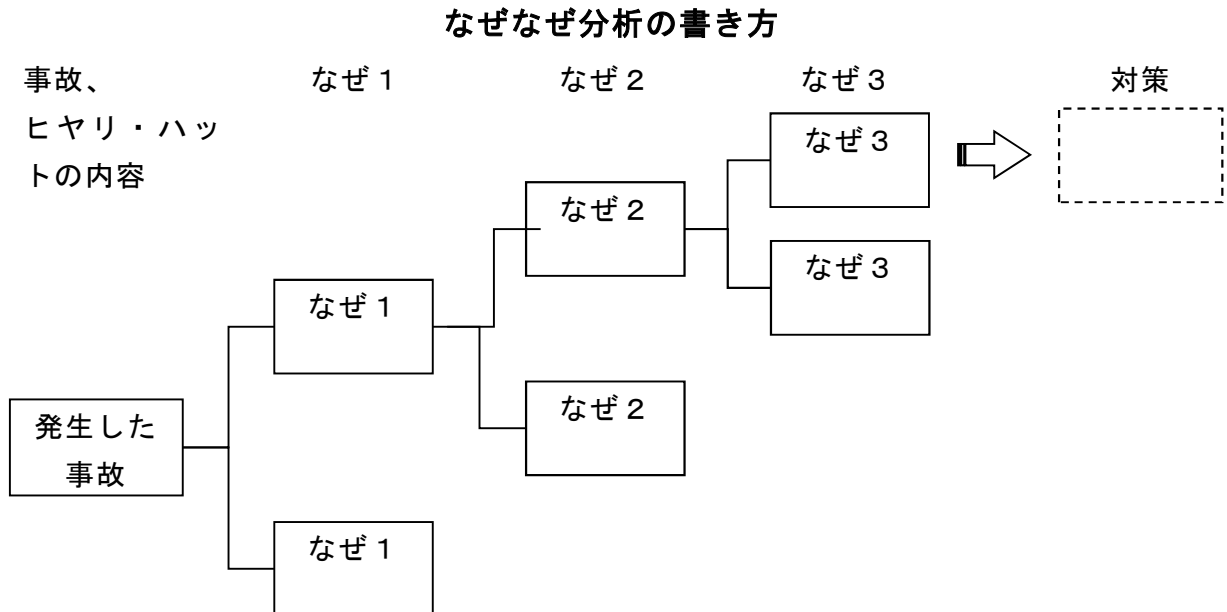 なぜなぜ分析の書き方
事故、
ヒヤリ・ハッ
トの内容
なぜ1
なぜ2
なぜ3
対策
なぜ3
なぜ2
なぜ3
なぜ1
なぜ2
発生した
事故
なぜ1